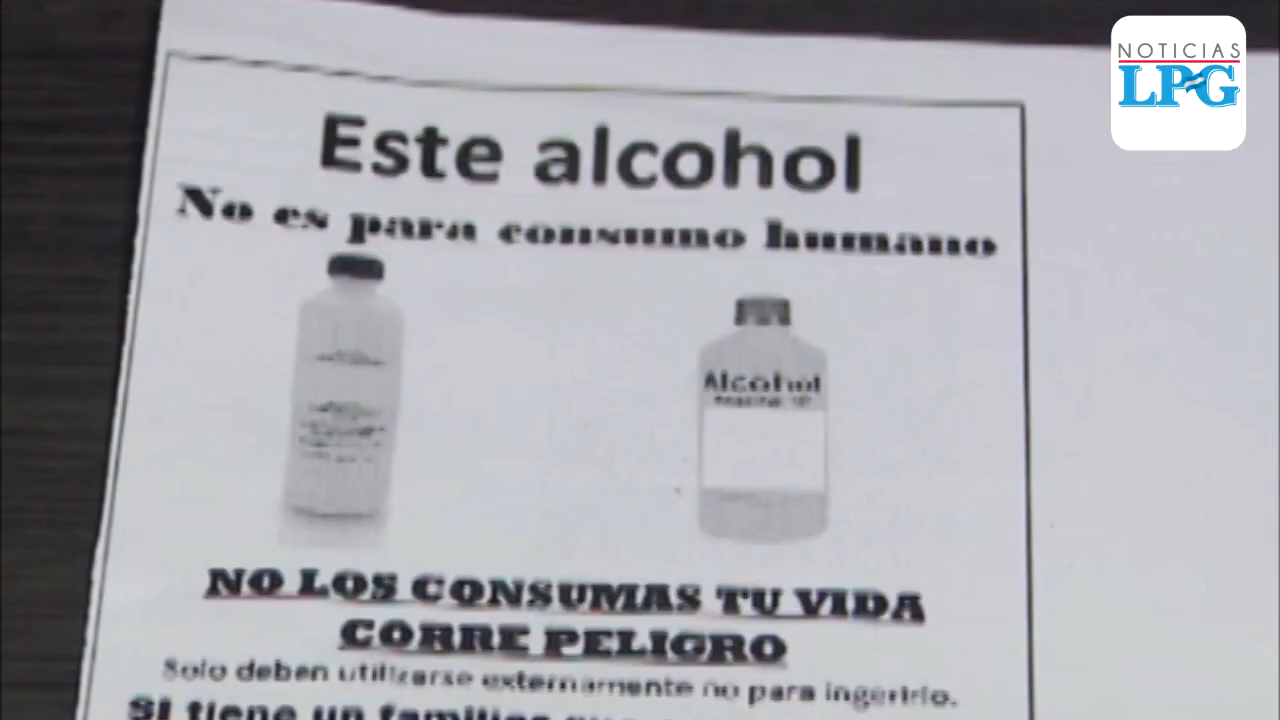 NOTICIAS
LPG
Este alcohol
No es para consumo humano
Alcohol
NO LOS CONSUMAS TU VIDA
CORRE PELIGRO
Solo deben utilizarse externamente no para ingerirlo.
SI tiene un familiar